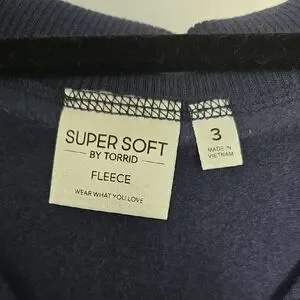 SUPER SOFT
BY TORRID
FLEECE
WEAR WHAT YOU LOVE
3
MADE IN
VIETNAM